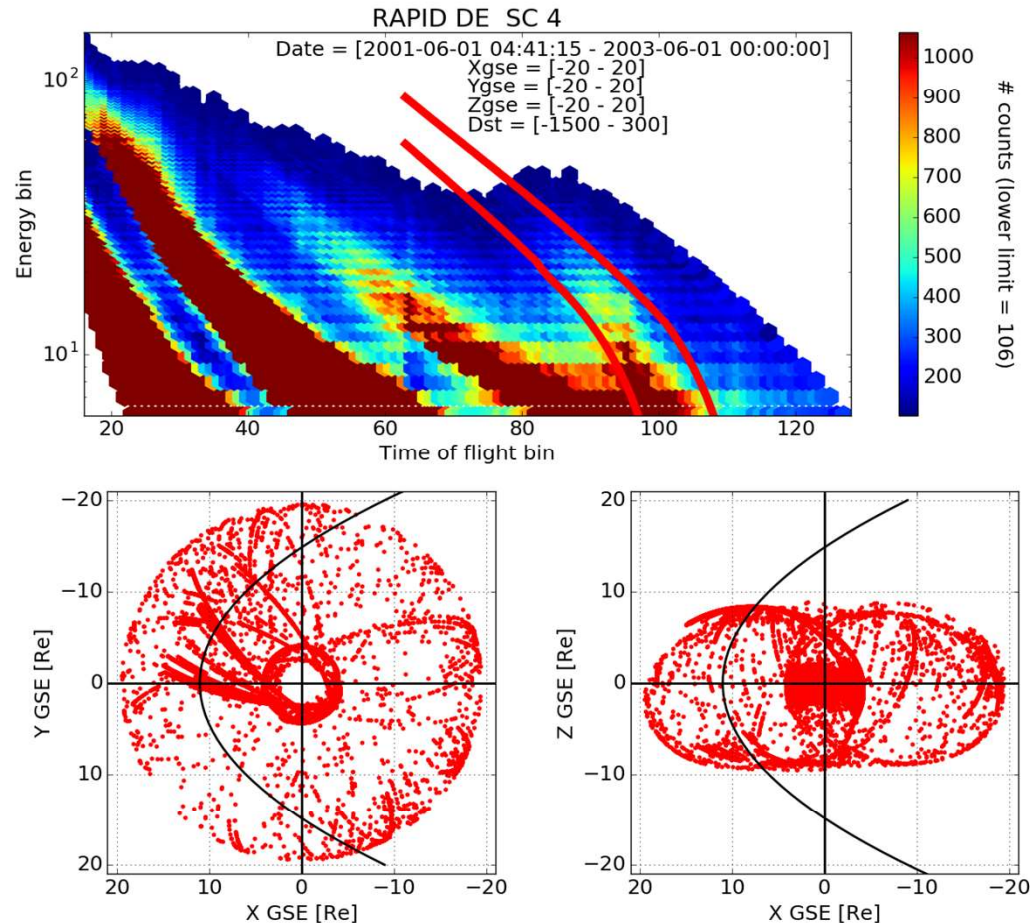 RAPID DE SC 4
Date = [2001-06-01 04:41:15 - 2003-06-01 00:00:00]
Xgse = [-20 - 20]
Ygse = [-20 - 20]
Zgse = [-20 - 20]
Dst = [-1500 - 300]
10²
10¹
Energy bin
20 40 60 80 100 120
Time of flight bin
1000
900
800
700
600
500
400
300
200
# counts (lower limit = 106)
−20
−10
0
10
20
Y GSE [Re]
20 10 0 −10 −20
X GSE [Re]
20
10
0
−10
−20
Z GSE [Re]
20 10 0 −10 −20
X GSE [Re]